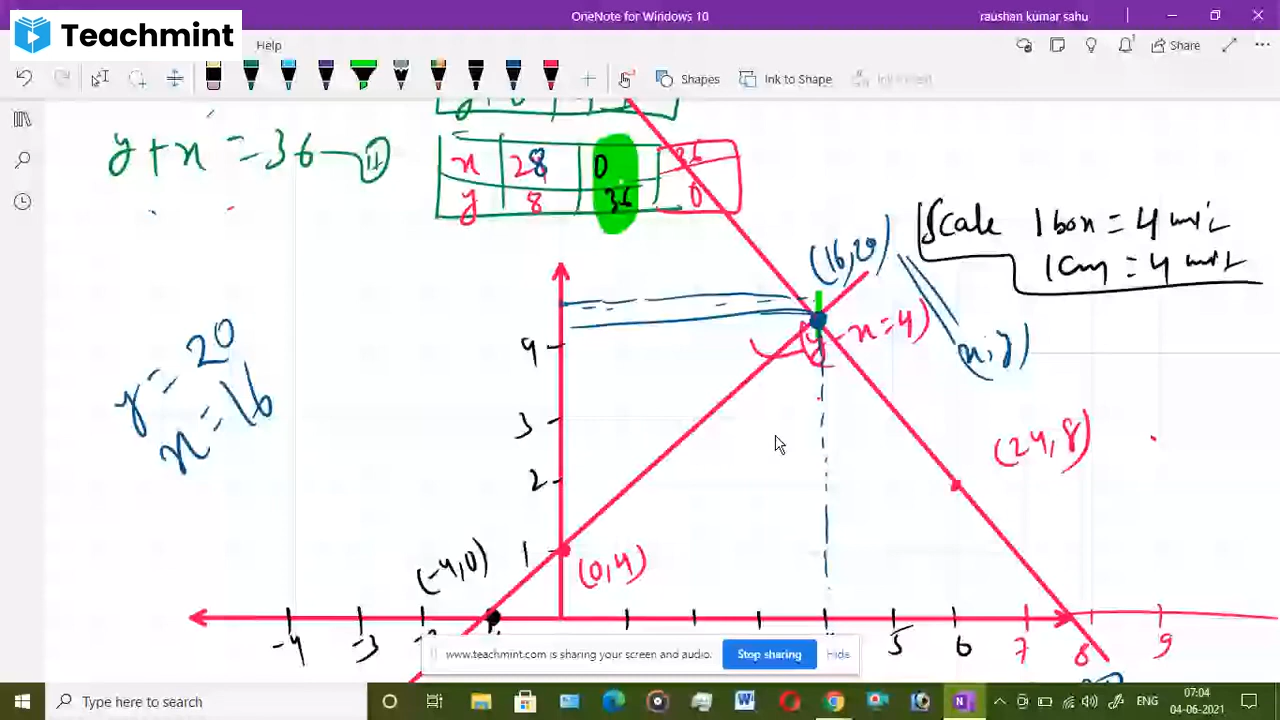 OneNote for Windows 10
raushan kumar sahu
Teachmint
Help
Share
Shapes
Ink to Shape
y + x = 36 — II
x 28 0 36
y 8 36 0
Scale 1 box = 4 unit
1 cm = 4 unit
(16, 20)
y - x = 4)
(x, y)
y = 20
x = 16
4
3
2
1
(24, 8)
(-4, 0)
(0, 4)
-4 -3 5 6 7 8 9
www.teachmint.com is sharing your screen and audio.
Stop sharing
Hide
Type here to search
ENG
07:04
04-06-2021